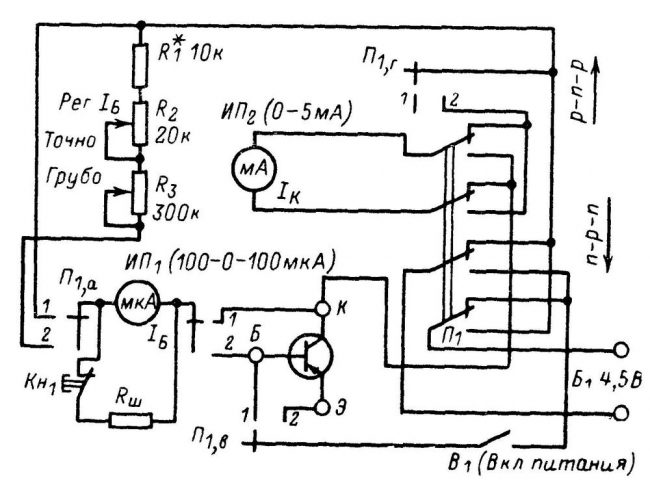 R1* 10к
П1,г
Рег Iб
R2
20к
1 2
ИП2 (0-5мА)
p-n-p
Точно
мА
Грубо
R3
300к
Iк
n-p-n
ИП1 (100-0-100мкА)
П1,а
1
мкА
Iб
1
К
2
2
Б
П1
Кн1
Б1 4,5В
Rш
1
2
Э
П1,в
В1 (Вкл питания)